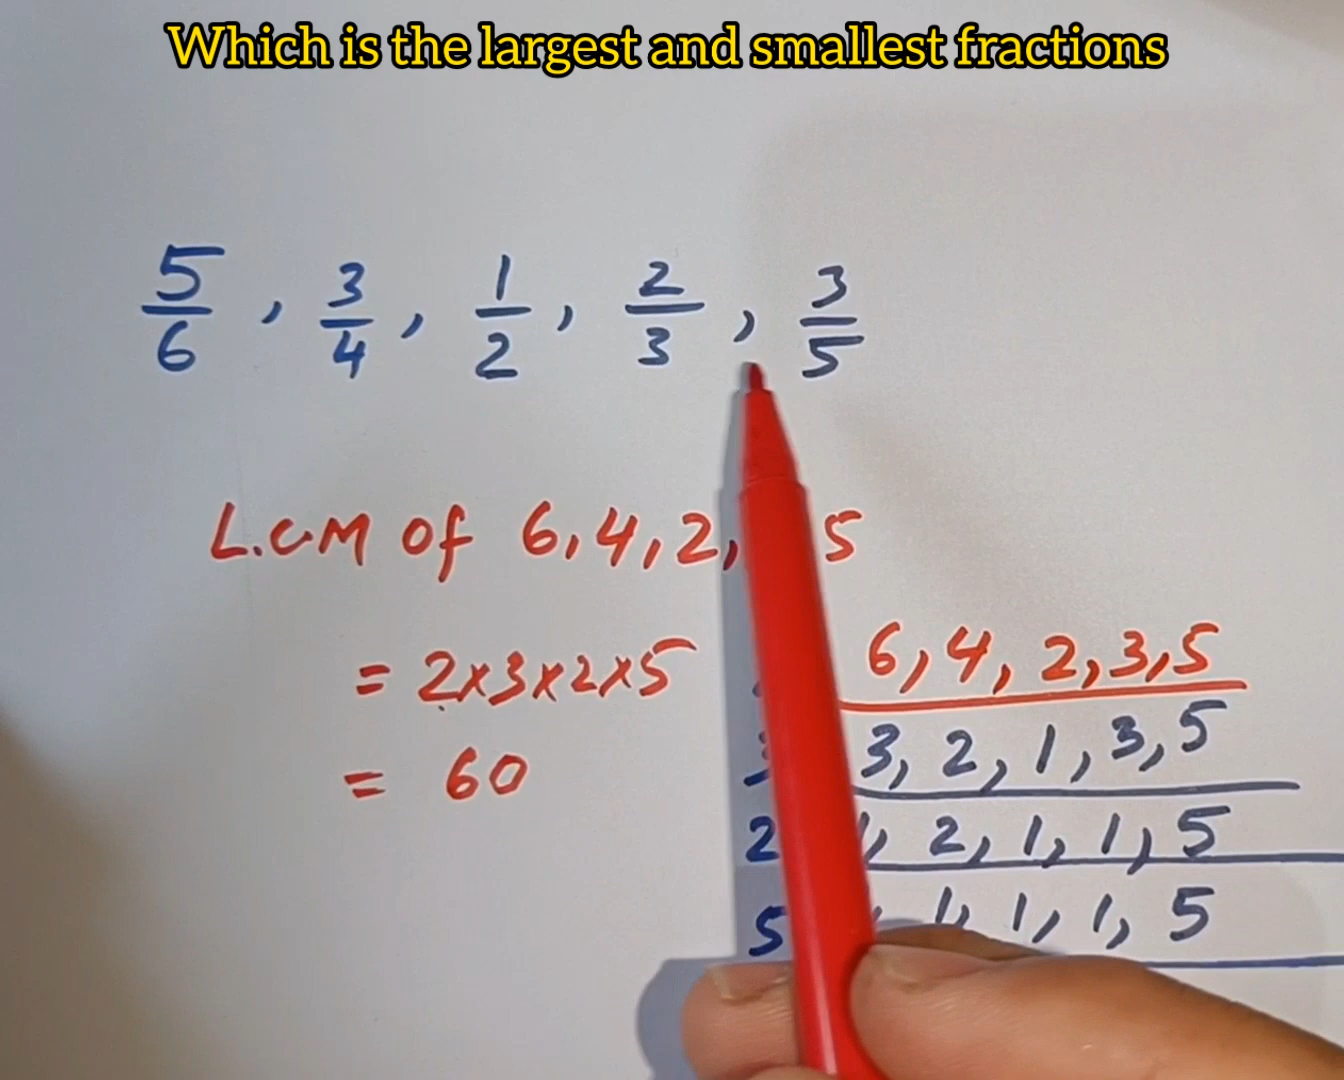 Which is the largest and smallest fractions
5/6 , 3/4 , 1/2 , 2/3 , 3/5
L.C.M of 6, 4, 2, 5
= 2×3×2×5
= 60
6, 4, 2, 3, 5
3, 2, 1, 3, 5
2 , 2, 1, 1, 5
5 , 1, 1, 1, 5